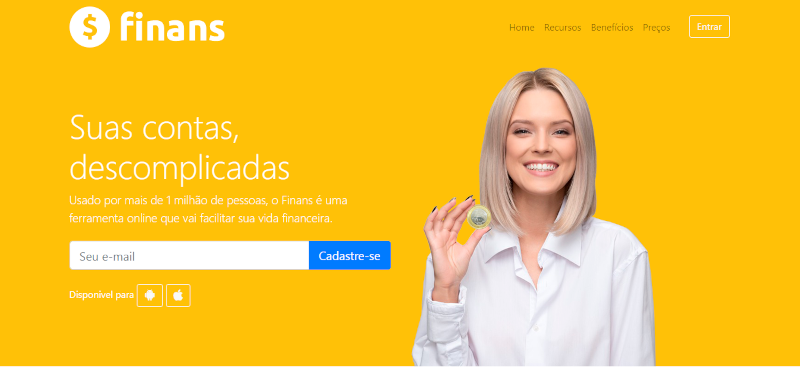 $ finans
Home Recursos Benefícios Preços Entrar
Suas contas,
descomplicadas
Usado por mais de 1 milhão de pessoas, o Finans é uma
ferramenta online que vai facilitar sua vida financeira.
Seu e-mail Cadastre-se
Disponível para